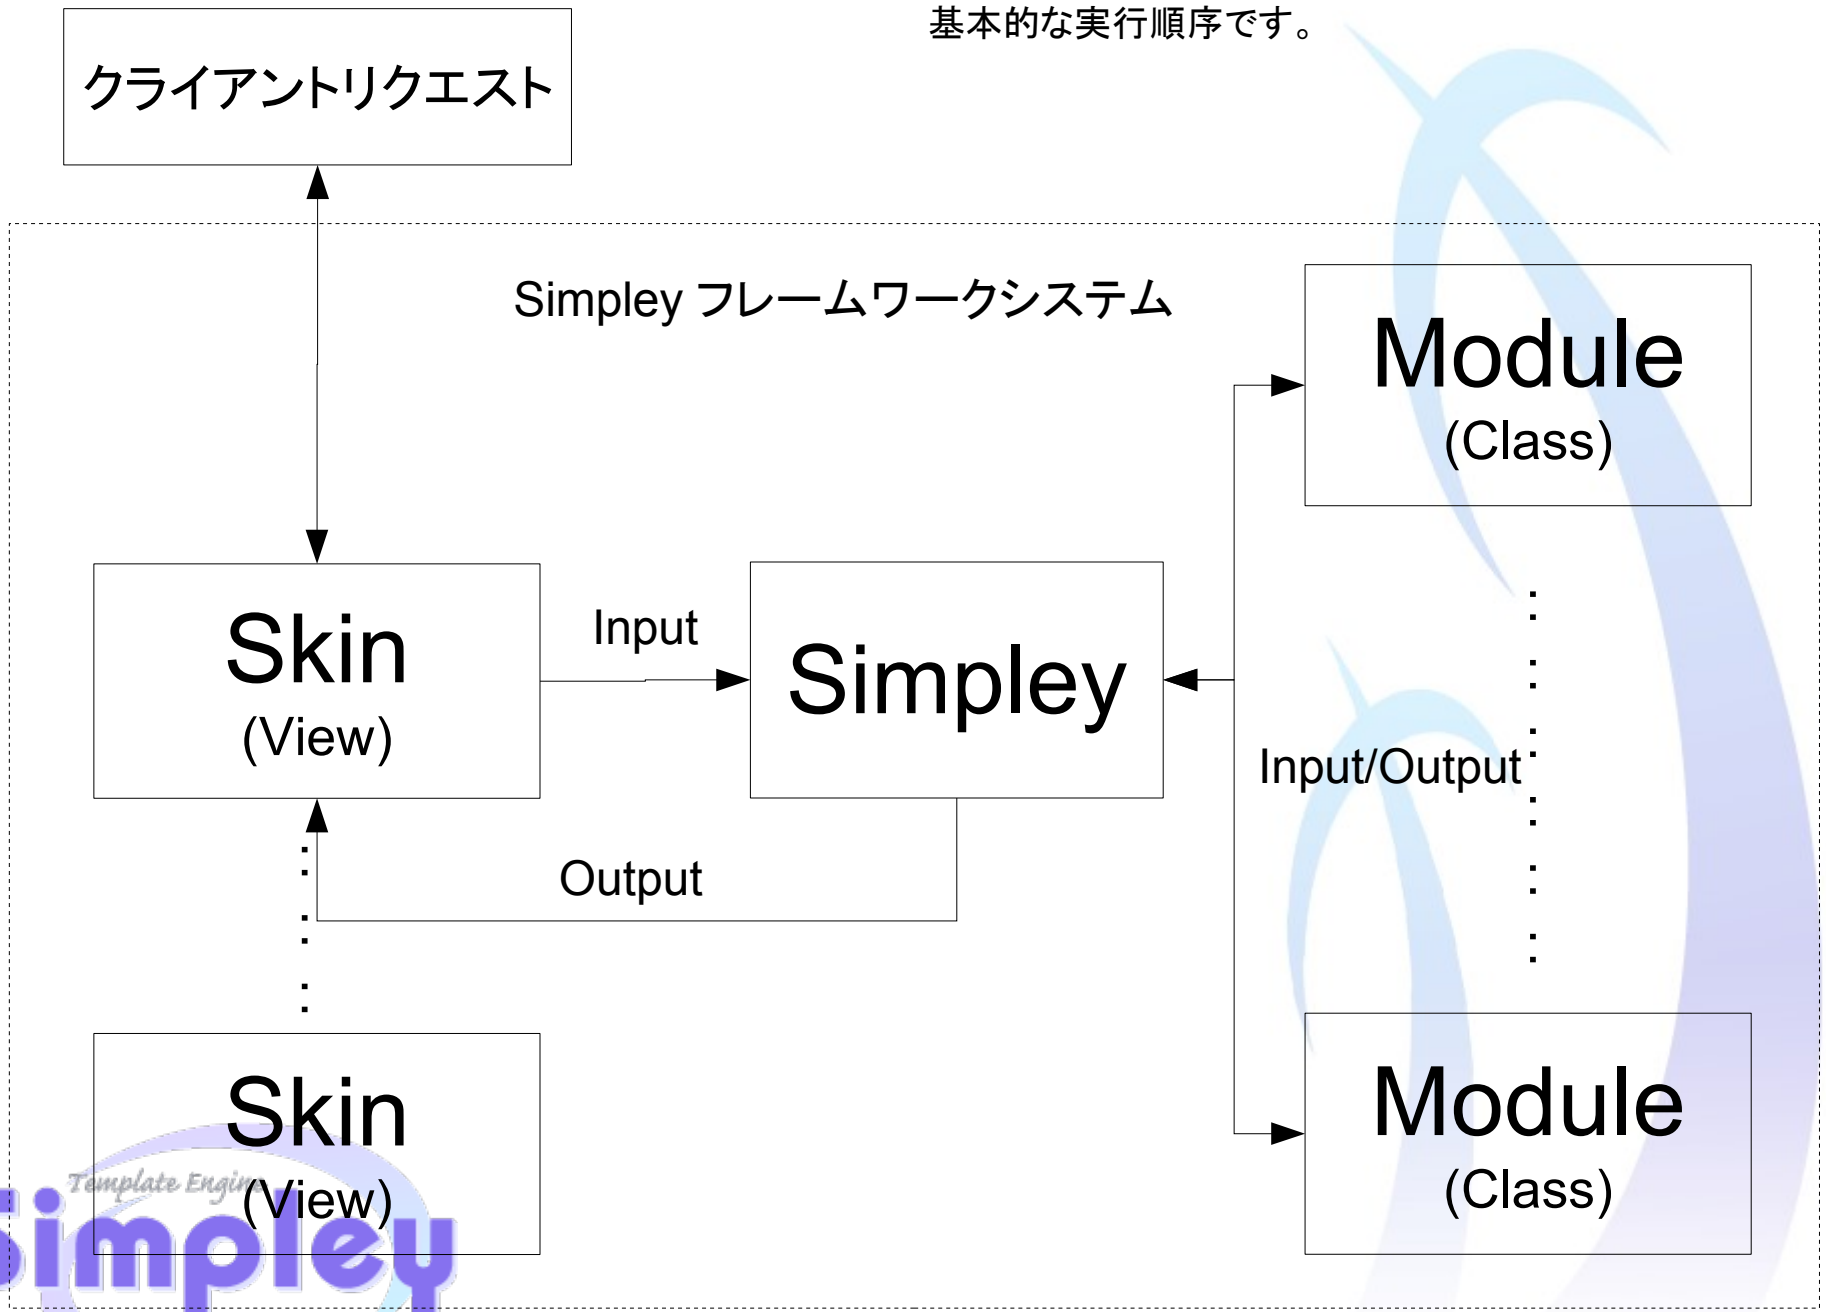 基本的な実行順序です。
クライアントリクエスト
Simpley フレームワークシステム
Module
(Class)
Skin
(View)
Input
Simpley
Input/Output
Output
Skin
(View)
Module
(Class)
Template Engine
Simpley